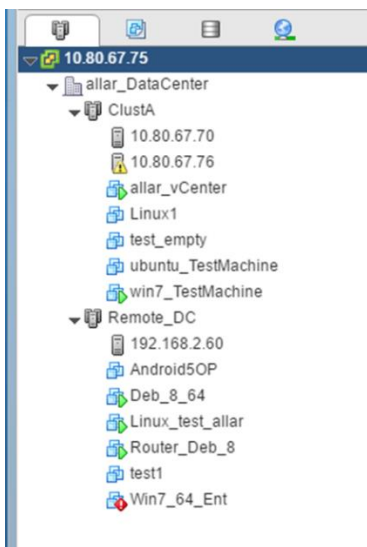 10.80.67.75
allar_DataCenter
ClustA
10.80.67.70
10.80.67.76
allar_vCenter
Linux1
test_empty
ubuntu_TestMachine
win7_TestMachine
Remote_DC
192.168.2.60
Android5OP
Deb_8_64
Linux_test_allar
Router_Deb_8
test1
Win7_64_Ent